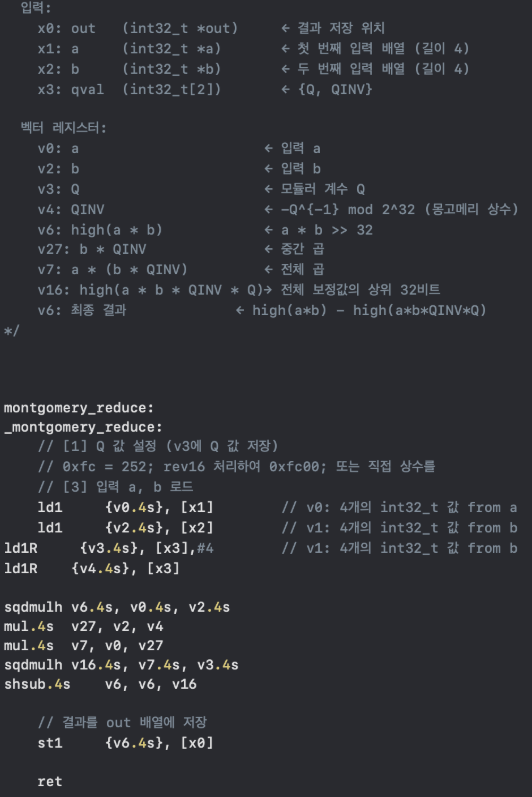 입력:
x0: out (int32_t *out) ← 결과 저장 위치
x1: a (int32_t *a) ← 첫 번째 입력 배열 (길이 4)
x2: b (int32_t *b) ← 두 번째 입력 배열 (길이 4)
x3: qval (int32_t[2]) ← {Q, QINV}
벡터 레지스터:
v0: a ← 입력 a
v2: b ← 입력 b
v3: Q ← 모듈러 계수 Q
v4: QINV ← −Q^{-1} mod 2^32 (몽고메리 상수)
v6: high(a * b) ← a * b >> 32
v27: b * QINV ← 중간 곱
v7: a * (b * QINV) ← 전체 곱
v16: high(a * b * QINV * Q)→ 전체 보정값의 상위 32비트
v6: 최종 결과 ← high(a*b) − high(a*b*QINV*Q)
*/
montgomery_reduce:
_montgomery_reduce:
// [1] Q 값 설정 (v3에 Q 값 저장)
// 0xfc = 252; rev16 처리하여 0xfc00; 또는 직접 상수를
// [3] 입력 a, b 로드
ld1 {v0.4s}, [x1] // v0: 4개의 int32_t 값 from a
ld1 {v2.4s}, [x2] // v1: 4개의 int32_t 값 from b
ld1R {v3.4s}, [x3],#4 // v1: 4개의 int32_t 값 from b
ld1R {v4.4s}, [x3]
sqdmulh v6.4s, v0.4s, v2.4s
mul.4s v27, v2, v4
mul.4s v7, v0, v27
sqdmulh v16.4s, v7.4s, v3.4s
shsub.4s v6, v6, v16
// 결과를 out 배열에 저장
st1 {v6.4s}, [x0]
ret